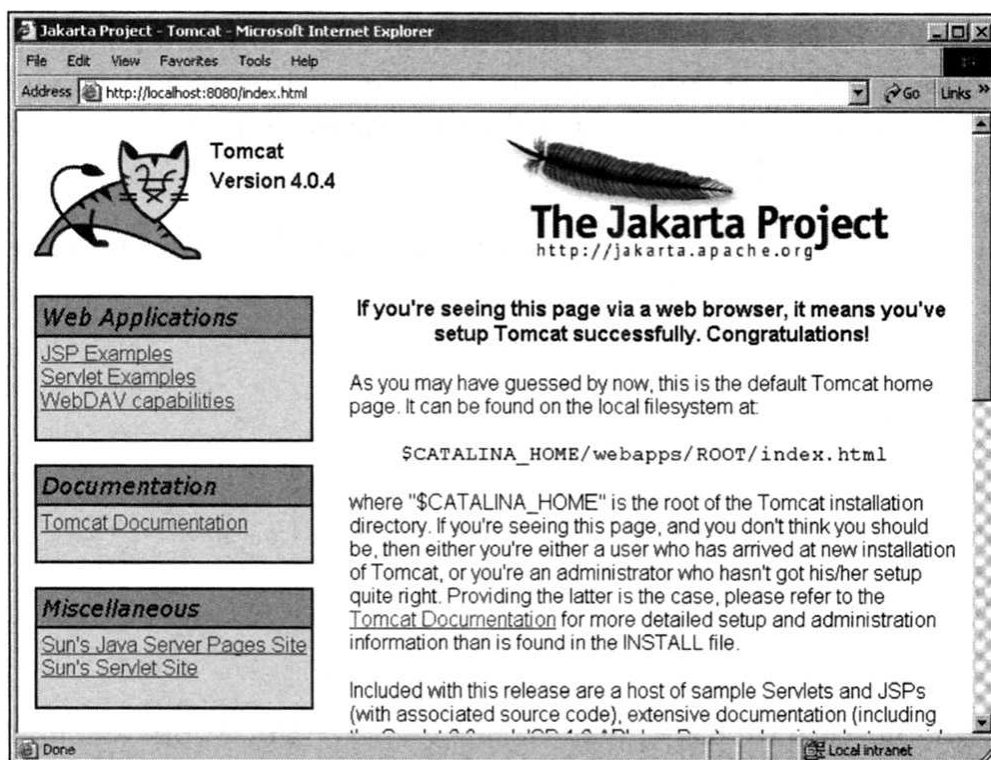 Jakarta Project - Tomcat - Microsoft Internet Explorer
File Edit View Favorites Tools Help
Address http://localhost:8080/index.html Go Links »
Tomcat
Version 4.0.4
The Jakarta Project
http://jakarta.apache.org
Web Applications
JSP Examples
Servlet Examples
WebDAV capabilities
Documentation
Tomcat Documentation
Miscellaneous
Sun's Java Server Pages Site
Sun's Servlet Site
If you're seeing this page via a web browser, it means you've
setup Tomcat successfully. Congratulations!
As you may have guessed by now, this is the default Tomcat home
page. It can be found on the local filesystem at:
$CATALINA_HOME/webapps/ROOT/index.html
where "$CATALINA_HOME" is the root of the Tomcat installation
directory. If you're seeing this page, and you don't think you should
be, then either you're either a user who has arrived at new installation
of Tomcat, or you're an administrator who hasn't got his/her setup
quite right. Providing the latter is the case, please refer to the
Tomcat Documentation for more detailed setup and administration
information than is found in the INSTALL file.
Included with this release are a host of sample Servlets and JSPs
(with associated source code), extensive documentation (including
Done
Local intranet